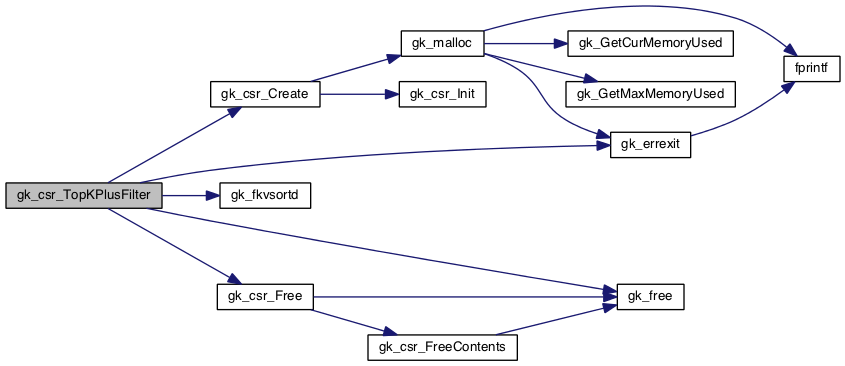 gk_malloc
gk_GetCurMemoryUsed
fprintf
gk_csr_Create
gk_csr_Init
gk_GetMaxMemoryUsed
gk_errexit
gk_csr_TopKPlusFilter
gk_fkvsortd
gk_csr_Free
gk_free
gk_csr_FreeContents